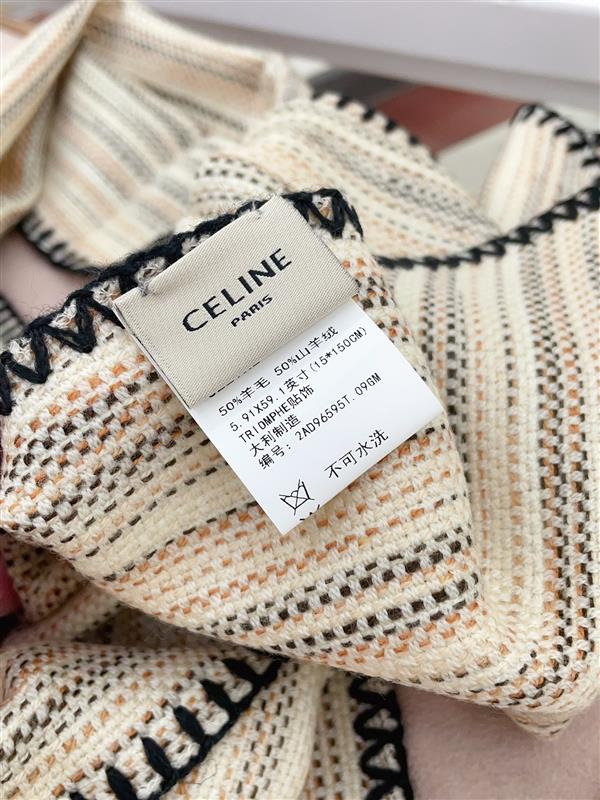 CELINE
PARIS
50%羊毛 50%山羊绒
5.91X59.1英寸(15*150CM)
TRIOMPHE贴饰
大利制造
编号: 2AD96595T.09GM
不可水洗